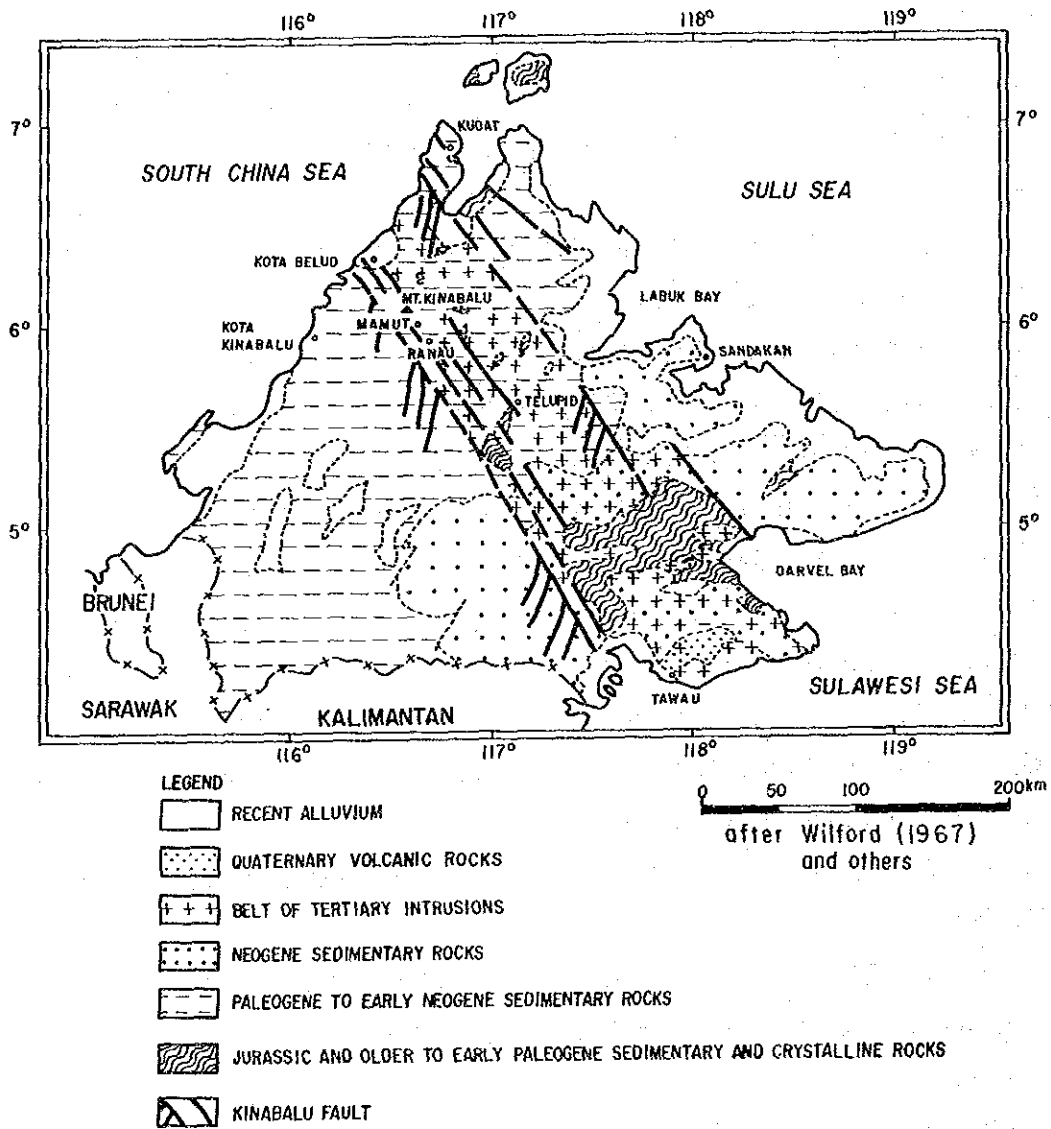 116°
117°
118°
119°
7°
7°
KUDAT
SOUTH CHINA SEA
SULU SEA
KOTA BELUD
LABUK BAY
MT. KINABALU
6°
MAMUT
6°
KOTA
KINABALU
RANAU
SANDAKAN
TELUPID
5°
5°
DARVEL BAY
BRUNEI
SULAWESI SEA
TAWAU
SARAWAK
KALIMANTAN
116°
117°
118°
119°
LEGEND
RECENT ALLUVIUM
QUATERNARY VOLCANIC ROCKS
BELT OF TERTIARY INTRUSIONS
NEOGENE SEDIMENTARY ROCKS
PALEOGENE TO EARLY NEOGENE SEDIMENTARY ROCKS
JURASSIC AND OLDER TO EARLY PALEOGENE SEDIMENTARY AND CRYSTALLINE ROCKS
KINABALU FAULT
0 50 100 200km
after Wilford (1967)
and others